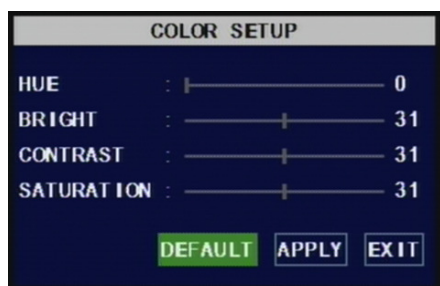 COLOR SETUP
HUE : 0
BRIGHT : 31
CONTRAST : 31
SATURATION : 31
DEFAULT APPLY EXIT